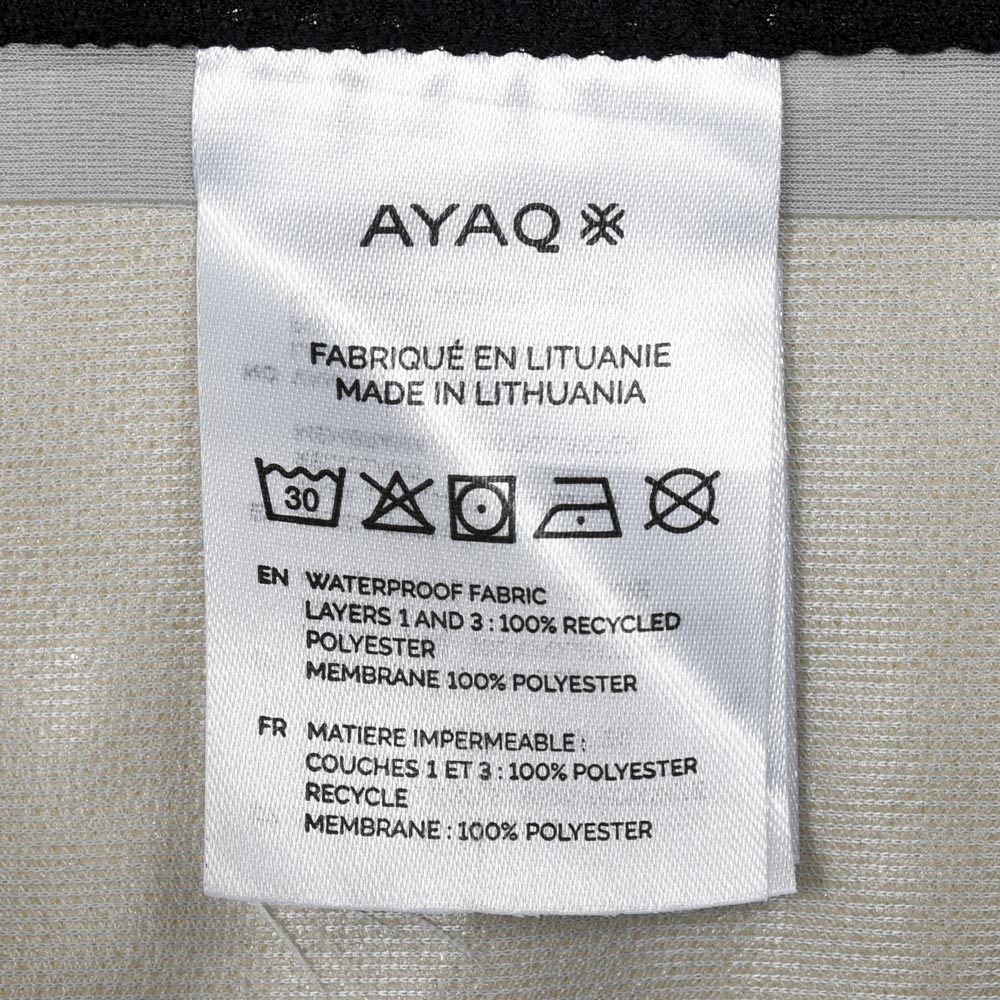 AYAQ
FABRIQUÉ EN LITUANIE
MADE IN LITHUANIA
30
EN WATERPROOF FABRIC
LAYERS 1 AND 3 : 100% RECYCLED
POLYESTER
MEMBRANE 100% POLYESTER
FR MATIERE IMPERMEABLE :
COUCHES 1 ET 3 : 100% POLYESTER
RECYCLE
MEMBRANE : 100% POLYESTER